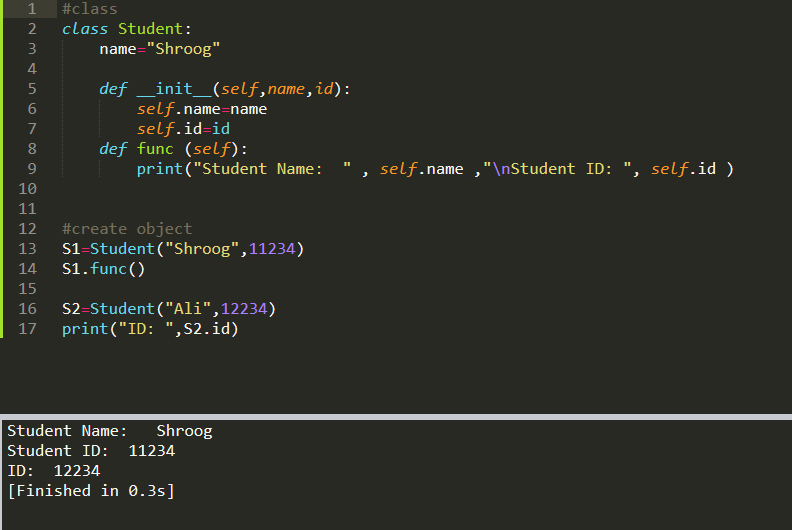 1 #class
2 class Student:
3     name="Shroog"
4
5     def __init__(self,name,id):
6         self.name=name
7         self.id=id
8     def func (self):
9         print("Student Name:  " , self.name ,"\nStudent ID: ", self.id )
10
11
12 #create object
13 S1=Student("Shroog",11234)
14 S1.func()
15
16 S2=Student("Ali",12234)
17 print("ID: ",S2.id)
Student Name:   Shroog
Student ID:  11234
ID:  12234
[Finished in 0.3s]